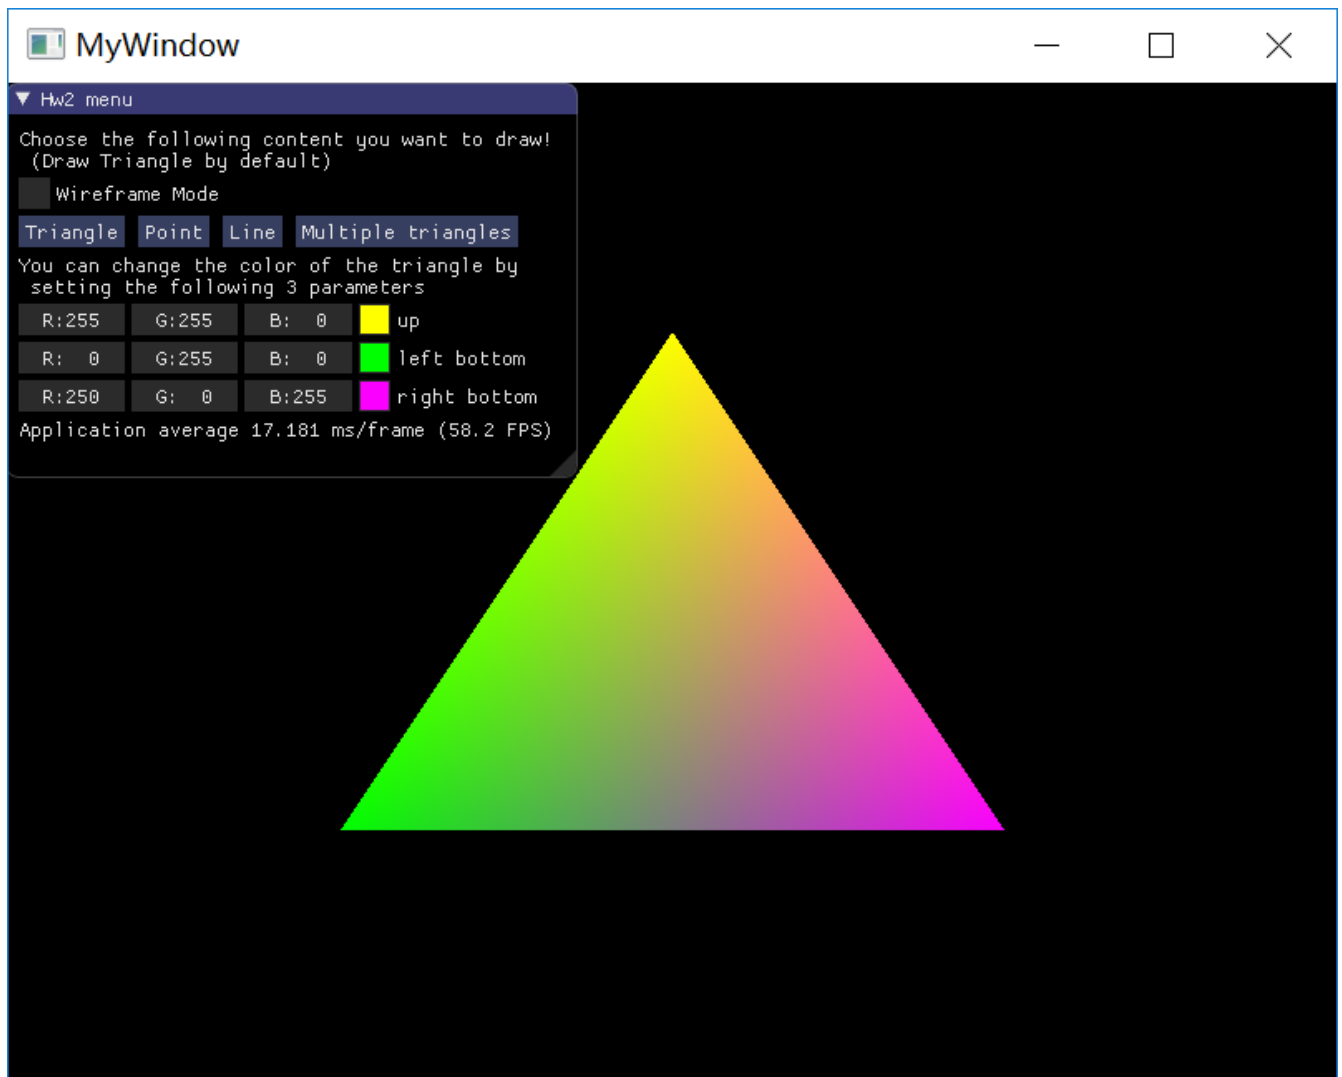 MyWindow
Hw2 menu
Choose the following content you want to draw!
(Draw Triangle by default)
Wireframe Mode
Triangle Point Line Multiple triangles
You can change the color of the triangle by
setting the following 3 parameters
R:255 G:255 B: 0 up
R: 0 G:255 B: 0 left bottom
R:250 G: 0 B:255 right bottom
Application average 17.181 ms/frame (58.2 FPS)